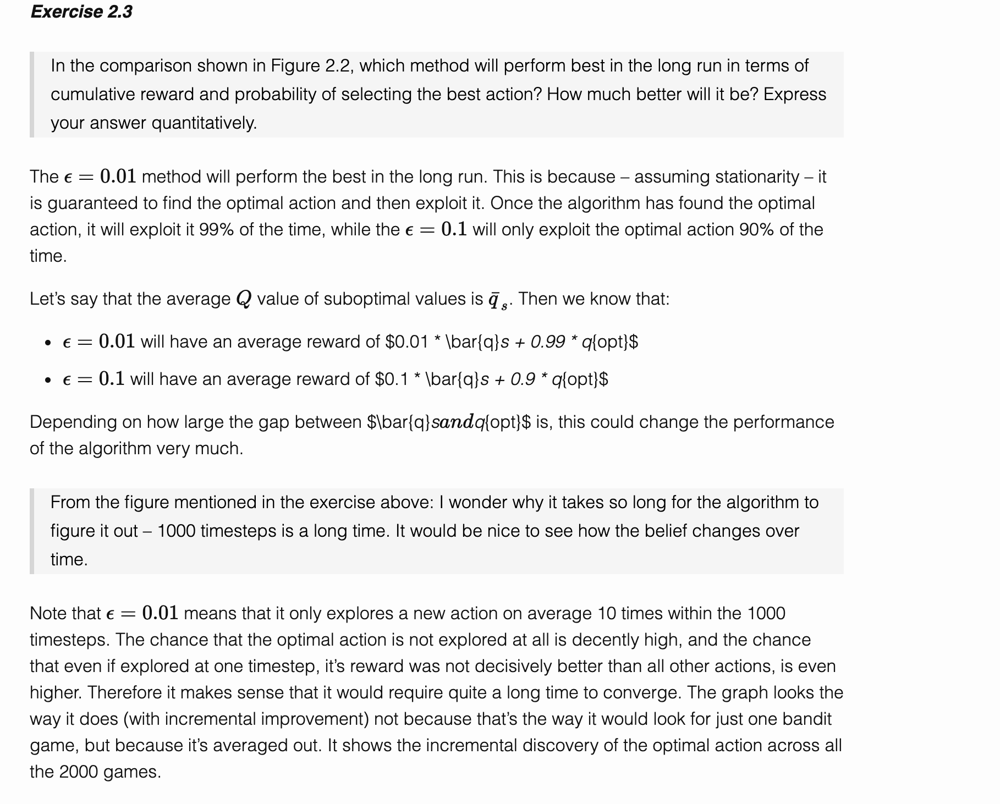 Exercise 2.3
In the comparison shown in Figure 2.2, which method will perform best in the long run in terms of
cumulative reward and probability of selecting the best action? How much better will it be? Express
your answer quantitatively.
The ϵ = 0.01 method will perform the best in the long run. This is because – assuming stationarity – it
is guaranteed to find the optimal action and then exploit it. Once the algorithm has found the optimal
action, it will exploit it 99% of the time, while the ϵ = 0.1 will only exploit the optimal action 90% of the
time.
Let’s say that the average Q value of suboptimal values is q̄ₛ. Then we know that:
• ϵ = 0.01 will have an average reward of $0.01 * \bar{q}s + 0.99 * q{opt}$
• ϵ = 0.1 will have an average reward of $0.1 * \bar{q}s + 0.9 * q{opt}$
Depending on how large the gap between $\bar{q}sandq{opt}$ is, this could change the performance
of the algorithm very much.
From the figure mentioned in the exercise above: I wonder why it takes so long for the algorithm to
figure it out – 1000 timesteps is a long time. It would be nice to see how the belief changes over
time.
Note that ϵ = 0.01 means that it only explores a new action on average 10 times within the 1000
timesteps. The chance that the optimal action is not explored at all is decently high, and the chance
that even if explored at one timestep, it’s reward was not decisively better than all other actions, is even
higher. Therefore it makes sense that it would require quite a long time to converge. The graph looks the
way it does (with incremental improvement) not because that’s the way it would look for just one bandit
game, but because it’s averaged out. It shows the incremental discovery of the optimal action across all
the 2000 games.